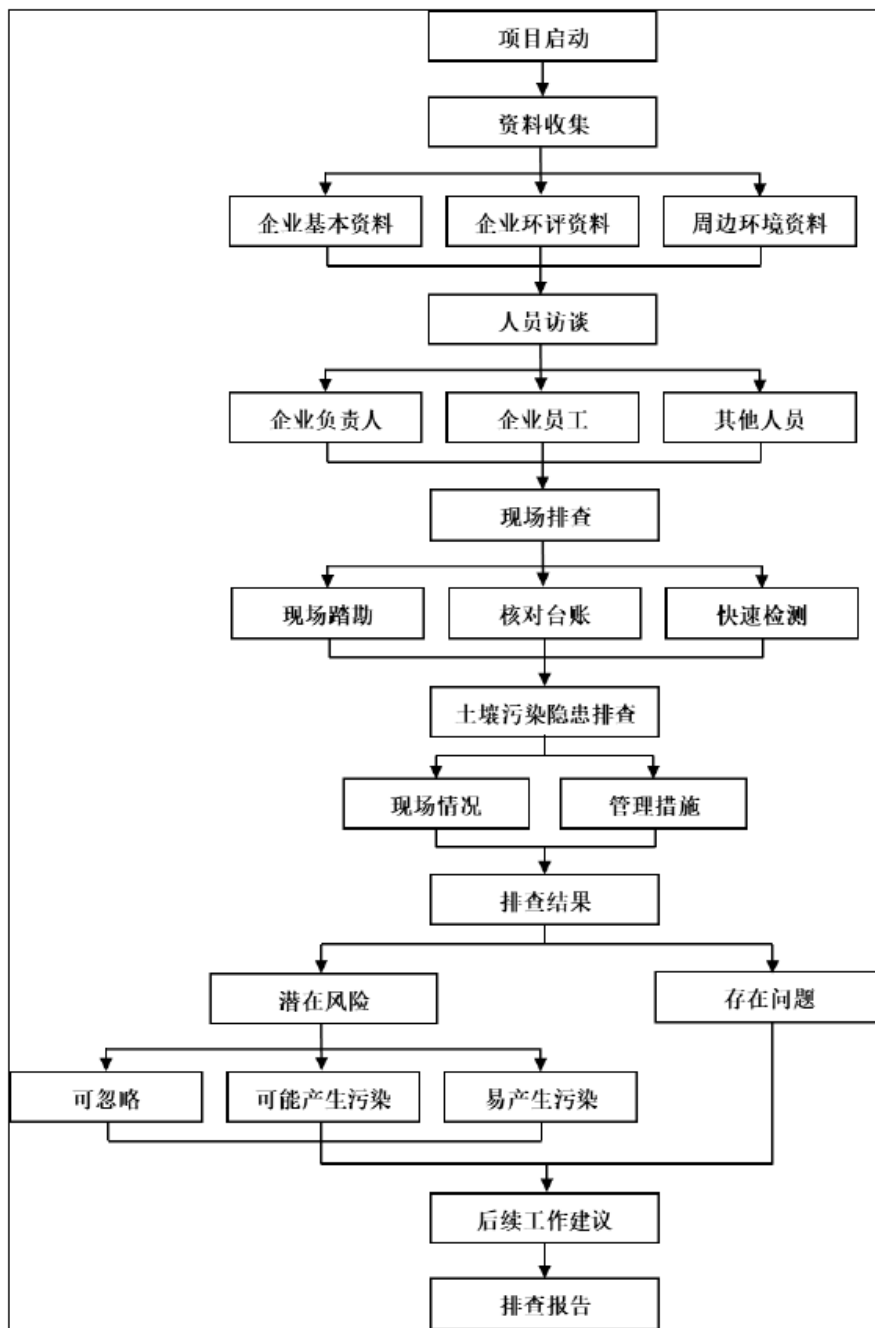 项目启动
资料收集
企业基本资料
企业环评资料
周边环境资料
人员访谈
企业负责人
企业员工
其他人员
现场排查
现场踏勘
核对台账
快速检测
土壤污染隐患排查
现场情况
管理措施
排查结果
潜在风险
存在问题
可忽略
可能产生污染
易产生污染
后续工作建议
排查报告